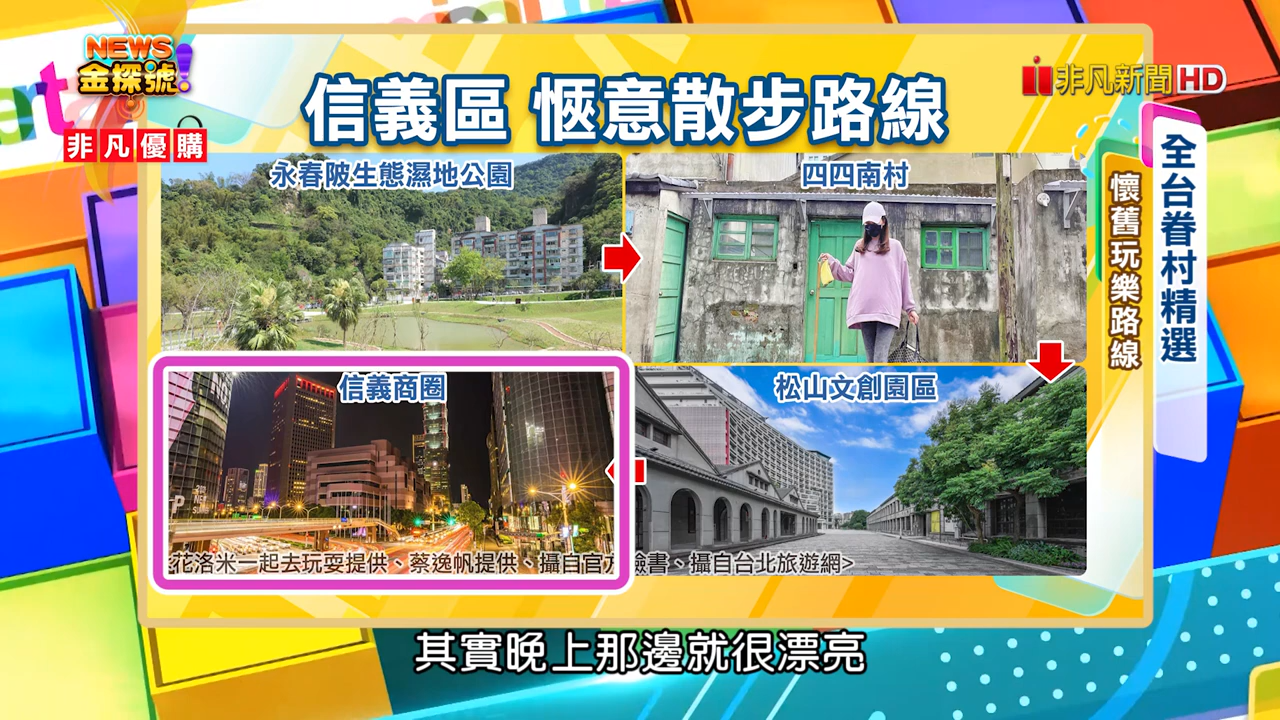 art
NEWS
金探號!
非凡優購
信義區 愜意散步路線
非凡新聞HD
全台眷村精選
懷舊玩樂路線
永春陂生態濕地公園
四四南村
信義商圈
松山文創園區
花洛米一起去玩耍提供、蔡逸帆提供、攝自官方臉書、攝自台北旅遊網>
其實晚上那邊就很漂亮